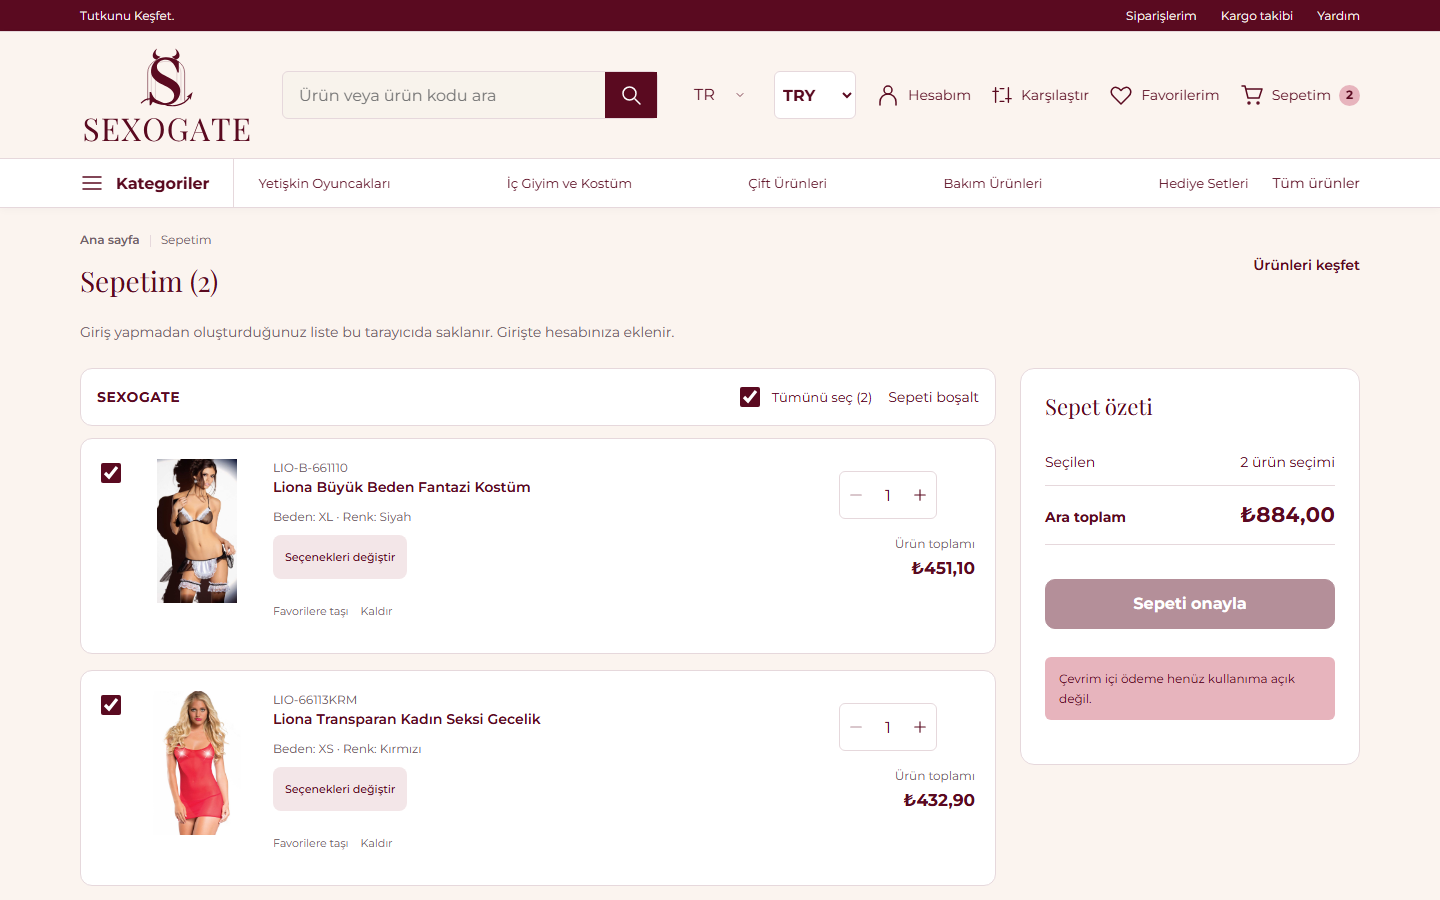 Tutkunu Keşfet.
Siparişlerim
Kargo takibi
Yardım
S
SEXOGATE
Ürün veya ürün kodu ara
TR
TRY
Hesabım
Karşılaştır
Favorilerim
Sepetim 2
Kategoriler
Yetişkin Oyuncakları
İç Giyim ve Kostüm
Çift Ürünleri
Bakım Ürünleri
Hediye Setleri
Tüm ürünler
Ana sayfa | Sepetim
Sepetim (2)
Ürünleri keşfet
Giriş yapmadan oluşturduğunuz liste bu tarayıcıda saklanır. Girişte hesabınıza eklenir.
SEXOGATE
Tümünü seç (2)
Sepeti boşalt
LIO-B-661110
Liona Büyük Beden Fantazi Kostüm
Beden: XL · Renk: Siyah
Seçenekleri değiştir
Favorilere taşı
Kaldır
− 1 +
Ürün toplamı
₺451,10
LIO-66113KRM
Liona Transparan Kadın Seksi Gecelik
Beden: XS · Renk: Kırmızı
Seçenekleri değiştir
Favorilere taşı
Kaldır
− 1 +
Ürün toplamı
₺432,90
Sepet özeti
Seçilen
2 ürün seçimi
Ara toplam
₺884,00
Sepeti onayla
Çevrim içi ödeme henüz kullanıma açık
değil.